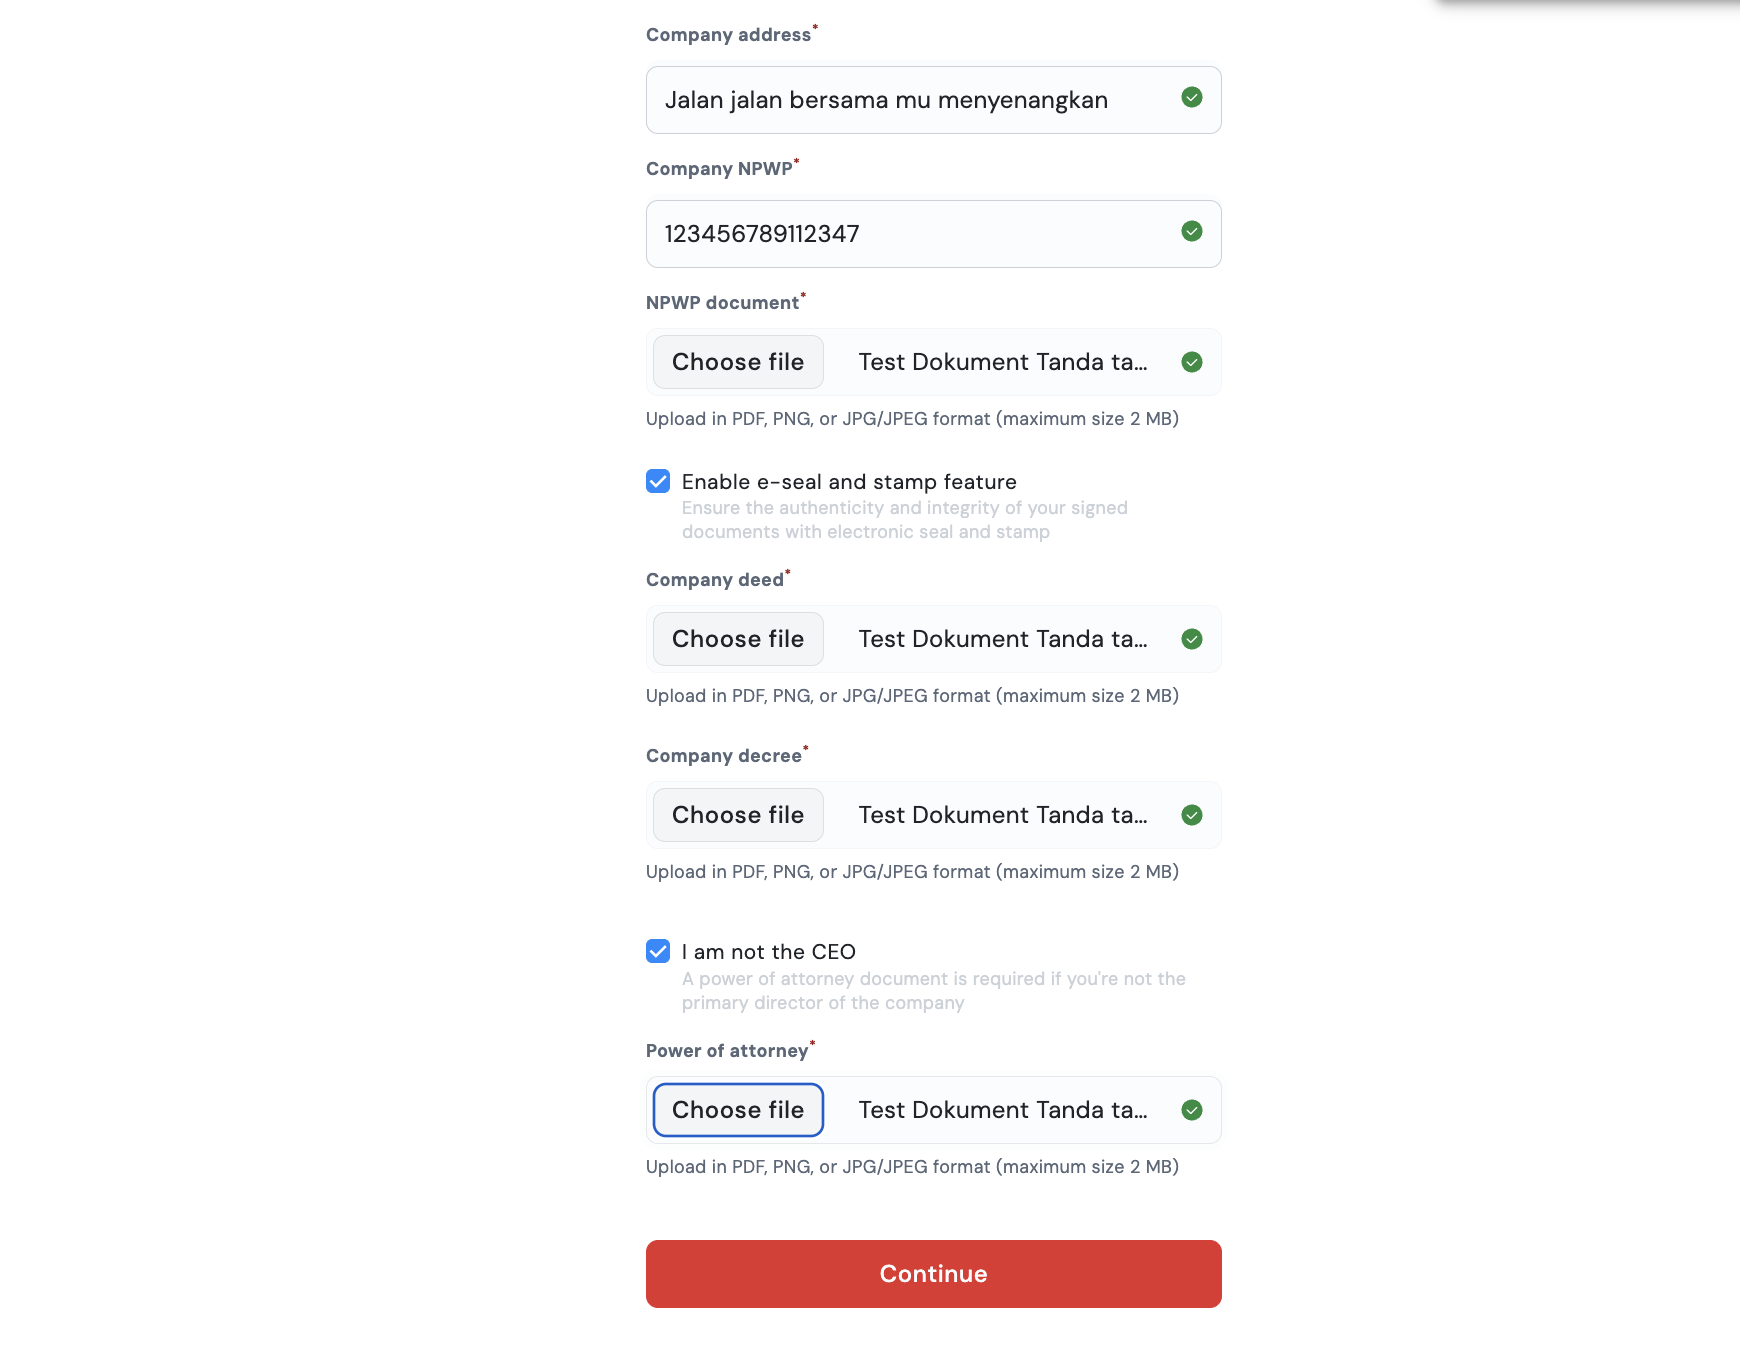 Company address*
Jalan jalan bersama mu menyenangkan
Company NPWP*
123456789112347
NPWP document*
Choose file Test Dokument Tanda ta...
Upload in PDF, PNG, or JPG/JPEG format (maximum size 2 MB)
Enable e-seal and stamp feature
Ensure the authenticity and integrity of your signed
documents with electronic seal and stamp
Company deed*
Choose file Test Dokument Tanda ta...
Upload in PDF, PNG, or JPG/JPEG format (maximum size 2 MB)
Company decree*
Choose file Test Dokument Tanda ta...
Upload in PDF, PNG, or JPG/JPEG format (maximum size 2 MB)
I am not the CEO
A power of attorney document is required if you're not the
primary director of the company
Power of attorney*
Choose file Test Dokument Tanda ta...
Upload in PDF, PNG, or JPG/JPEG format (maximum size 2 MB)
Continue